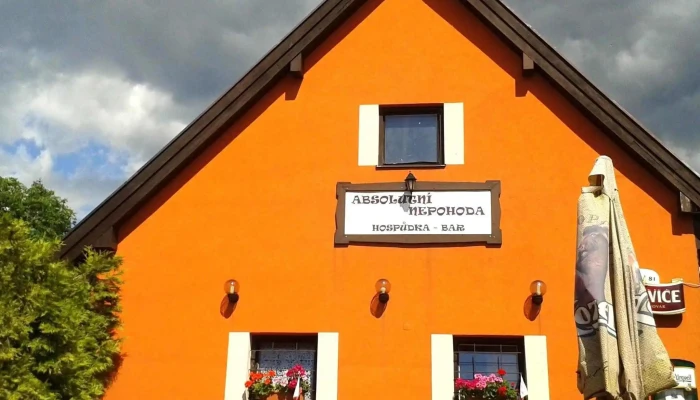 ABSOLUTNÍ
NEPOHODA
HOSPŮDKA - BAR
VICE